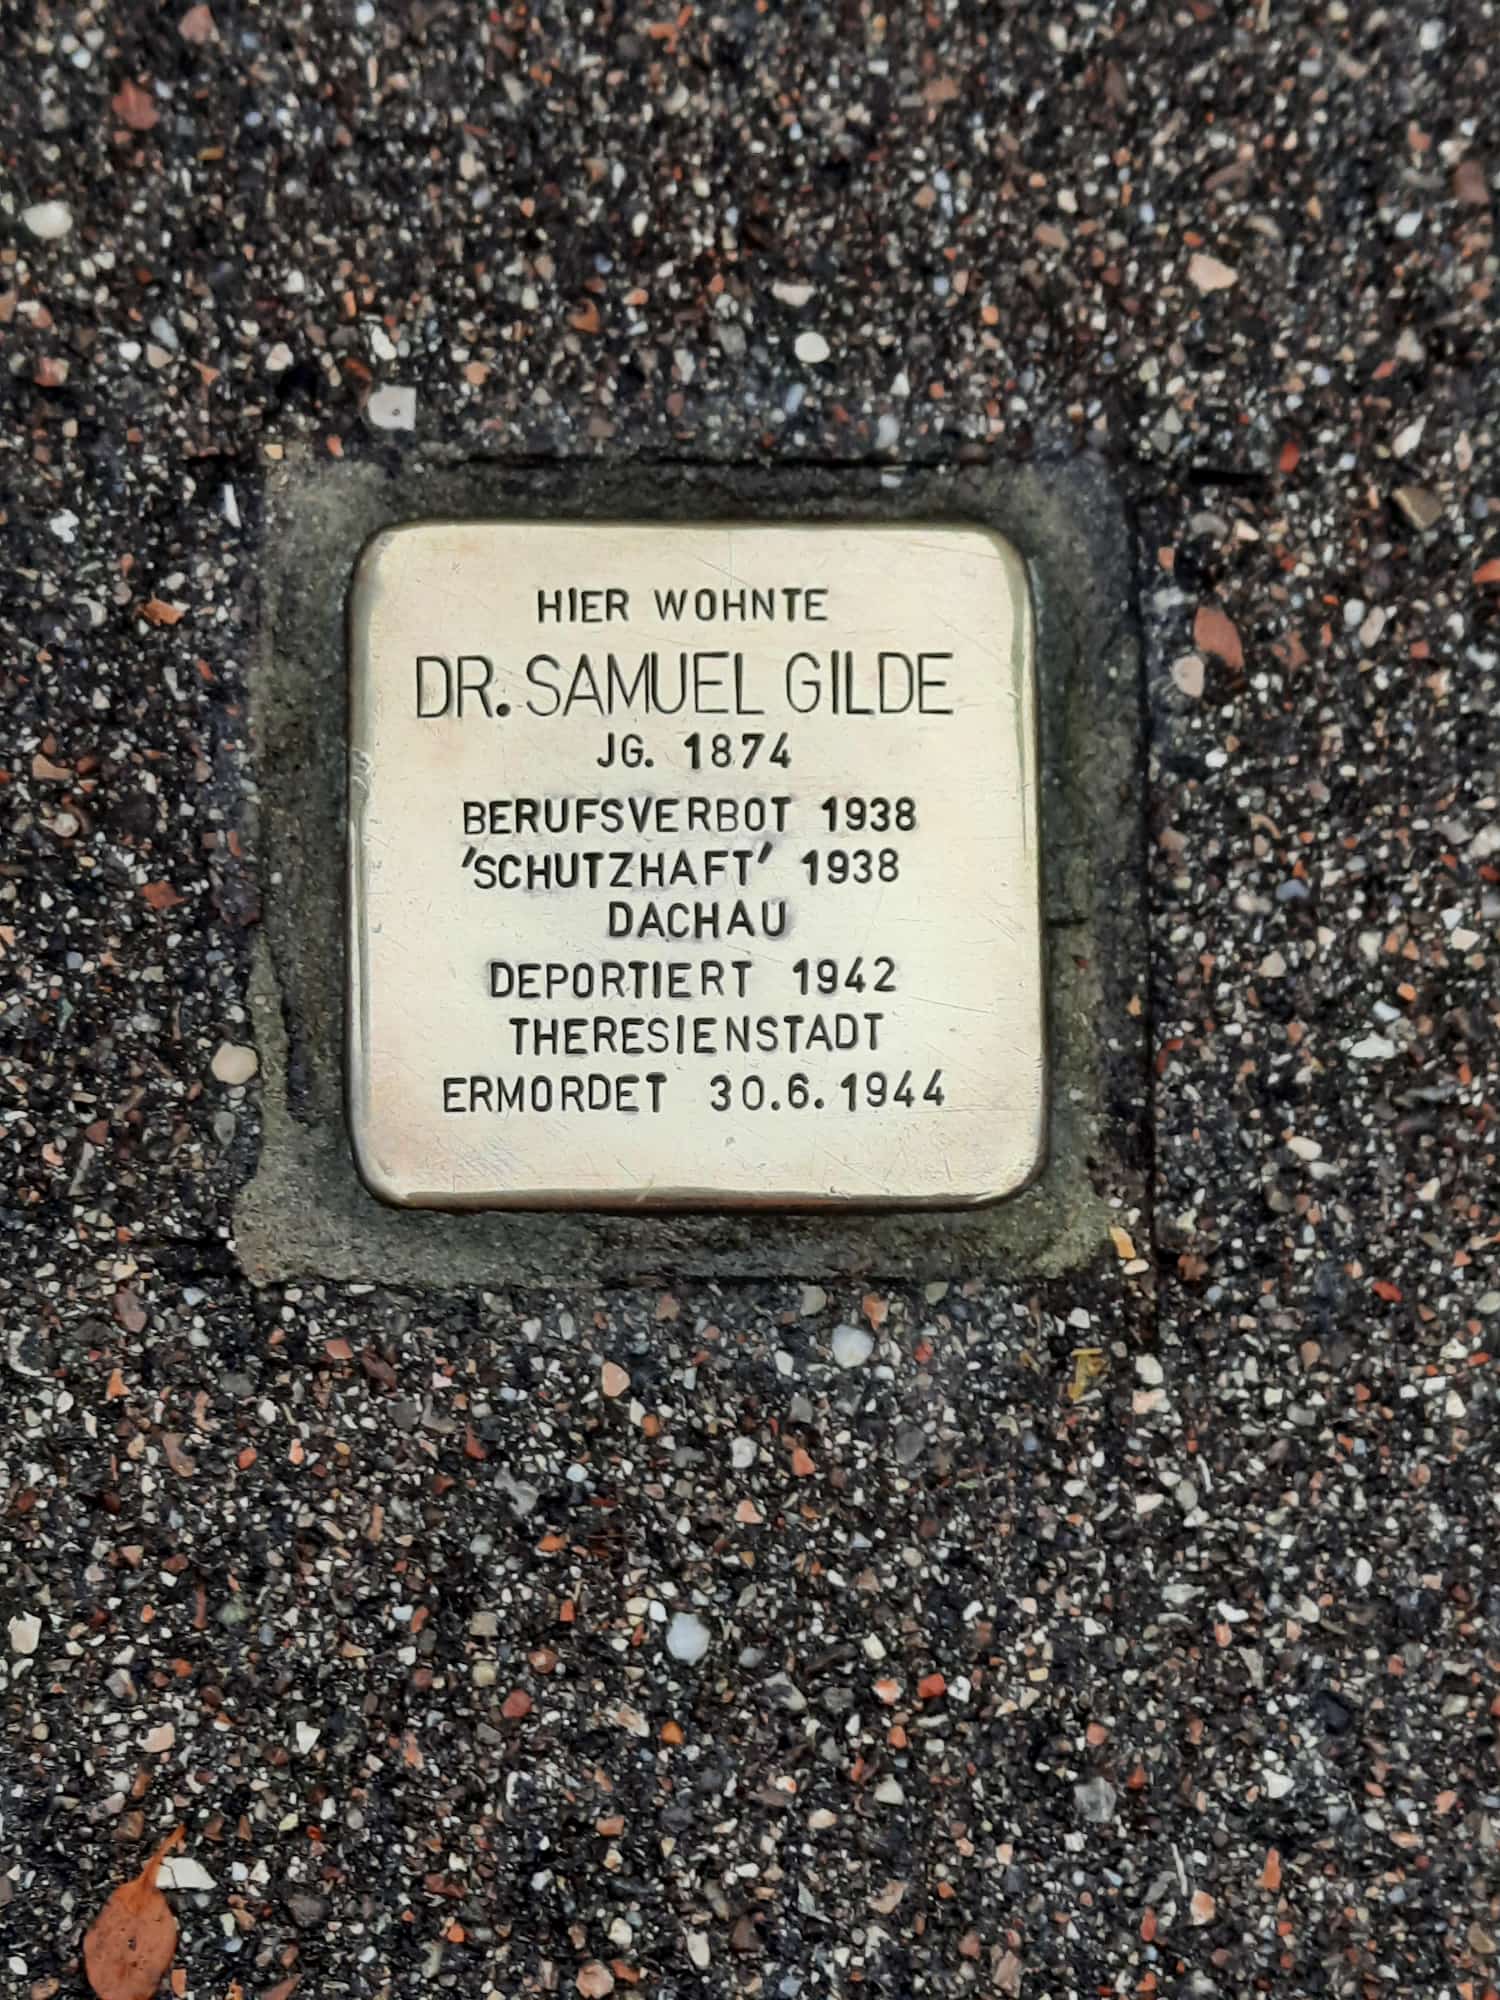 HIER WOHNTE
DR. SAMUEL GILDE
JG. 1874
BERUFSVERBOT 1938
'SCHUTZHAFT' 1938
DACHAU
DEPORTIERT 1942
THERESIENSTADT
ERMORDET 30.6.1944